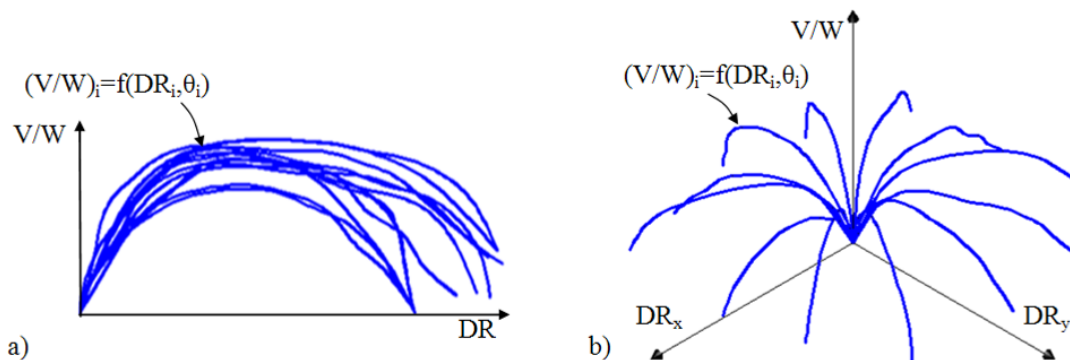 (V/W)i=f(DRi,θi)
V/W
DR
a)
V/W
(V/W)i=f(DRi,θi)
DRx
DRy
b)